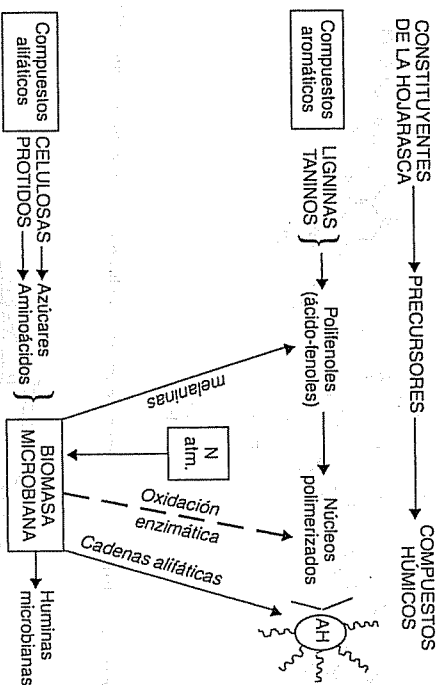 CONSTITUYENTES
DE LA HOJARASCA
PRECURSORES
COMPUESTOS
HÚMICOS
Compuestos
aromáticos
LIGNINAS
TANINOS
Polifenoles
(ácido-fenoles)
Núcleos
polimerizados
AH
melaninas
N
atm.
Oxidación
enzimática
Cadenas alifáticas
Compuestos
alifáticos
CELULOSAS
PROTIDOS
Azúcares
Aminoácidos
BIOMASA
MICROBIANA
Huminas
microbianas